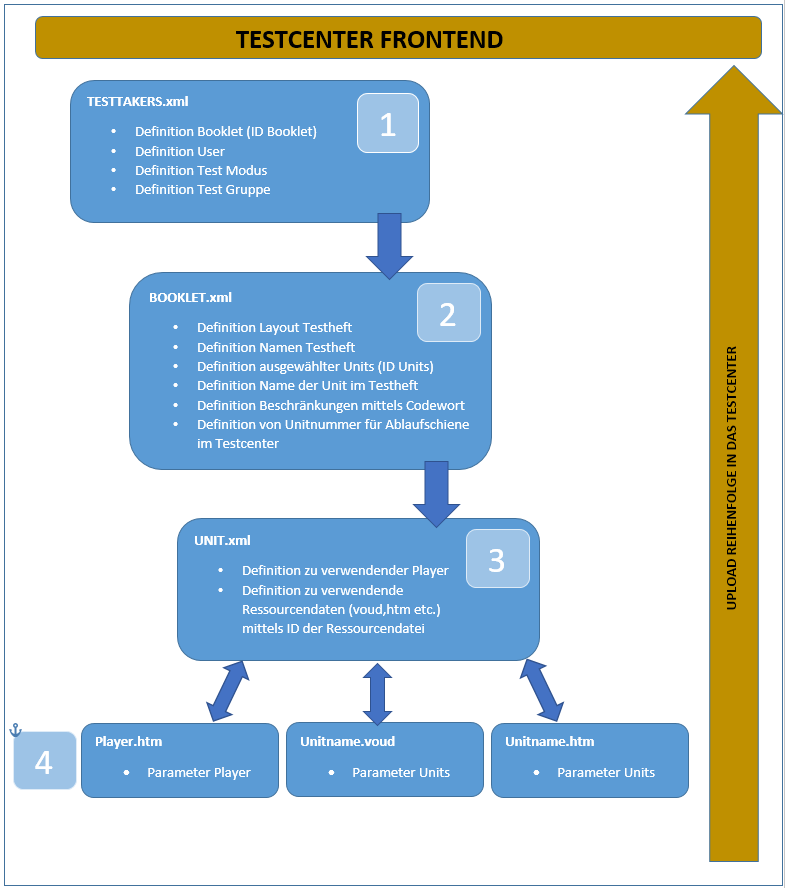 TESTCENTER FRONTEND
TESTTAKERS.xml
1
• Definition Booklet (ID Booklet)
• Definition User
• Definition Test Modus
• Definition Test Gruppe
BOOKLET.xml
2
• Definition Layout Testheft
• Definition Namen Testheft
• Definition ausgewählter Units (ID Units)
• Definition Name der Unit im Testheft
• Definition Beschränkungen mittels Codewort
• Definition von Unitnummer für Ablaufschiene
im Testcenter
UNIT.xml
3
• Definition zu verwendender Player
• Definition zu verwendende
Ressourcendaten (voud,htm etc.)
mittels ID der Ressourcendatei
4
Player.htm
• Parameter Player
Unitname.voud
• Parameter Units
Unitname.htm
• Parameter Units
UPLOAD REIHENFOLGE IN DAS TESTCENTER